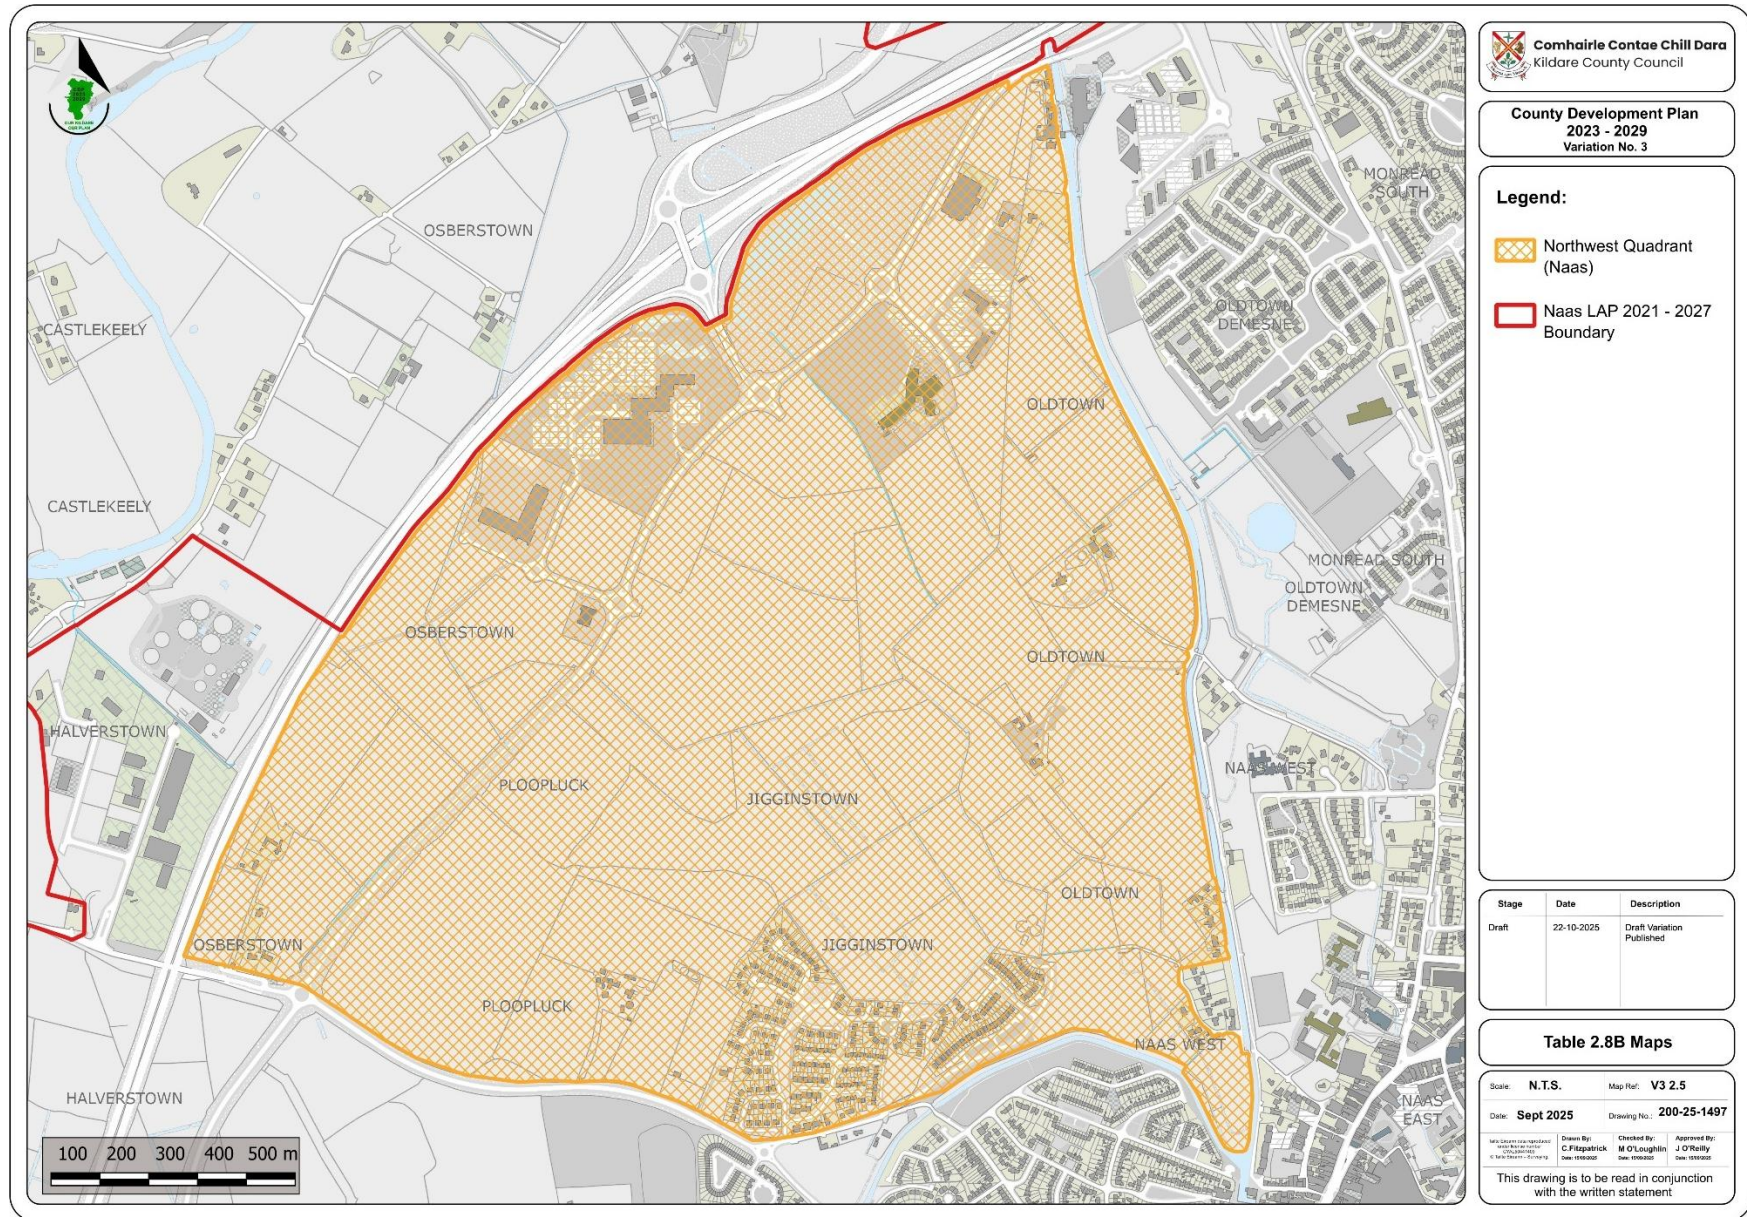 Comhairle Contae Chill Dara
Kildare County Council
County Development Plan
2023 - 2029
Variation No. 3
Legend:
Northwest Quadrant
(Naas)
Naas LAP 2021 - 2027
Boundary
OUR KILDARE
OUR PLAN
MONREAD
SOUTH
OSBERSTOWN
OLDTOWN
DEMESNE
CASTLEKEELY
OLDTOWN
CASTLEKEELY
MONREAD SOUTH
OLDTOWN
DEMESNE
OSBERSTOWN
OLDTOWN
HALVERSTOWN
NAAS WEST
PLOOPLUCK
JIGGINSTOWN
OLDTOWN
OSBERSTOWN
JIGGINSTOWN
PLOOPLUCK
NAAS WEST
HALVERSTOWN
NAAS
EAST
100 200 300 400 500 m
Stage Date Description
Draft 22-10-2025 Draft Variation
Published
Table 2.8B Maps
Scale: N.T.S. Map Ref: V3 2.5
Date: Sept 2025 Drawing No.: 200-25-1497
Drawn By: Checked By: Approved By:
C.Fitzpatrick M O'Loughlin J O'Reilly
This drawing is to be read in conjunction
with the written statement